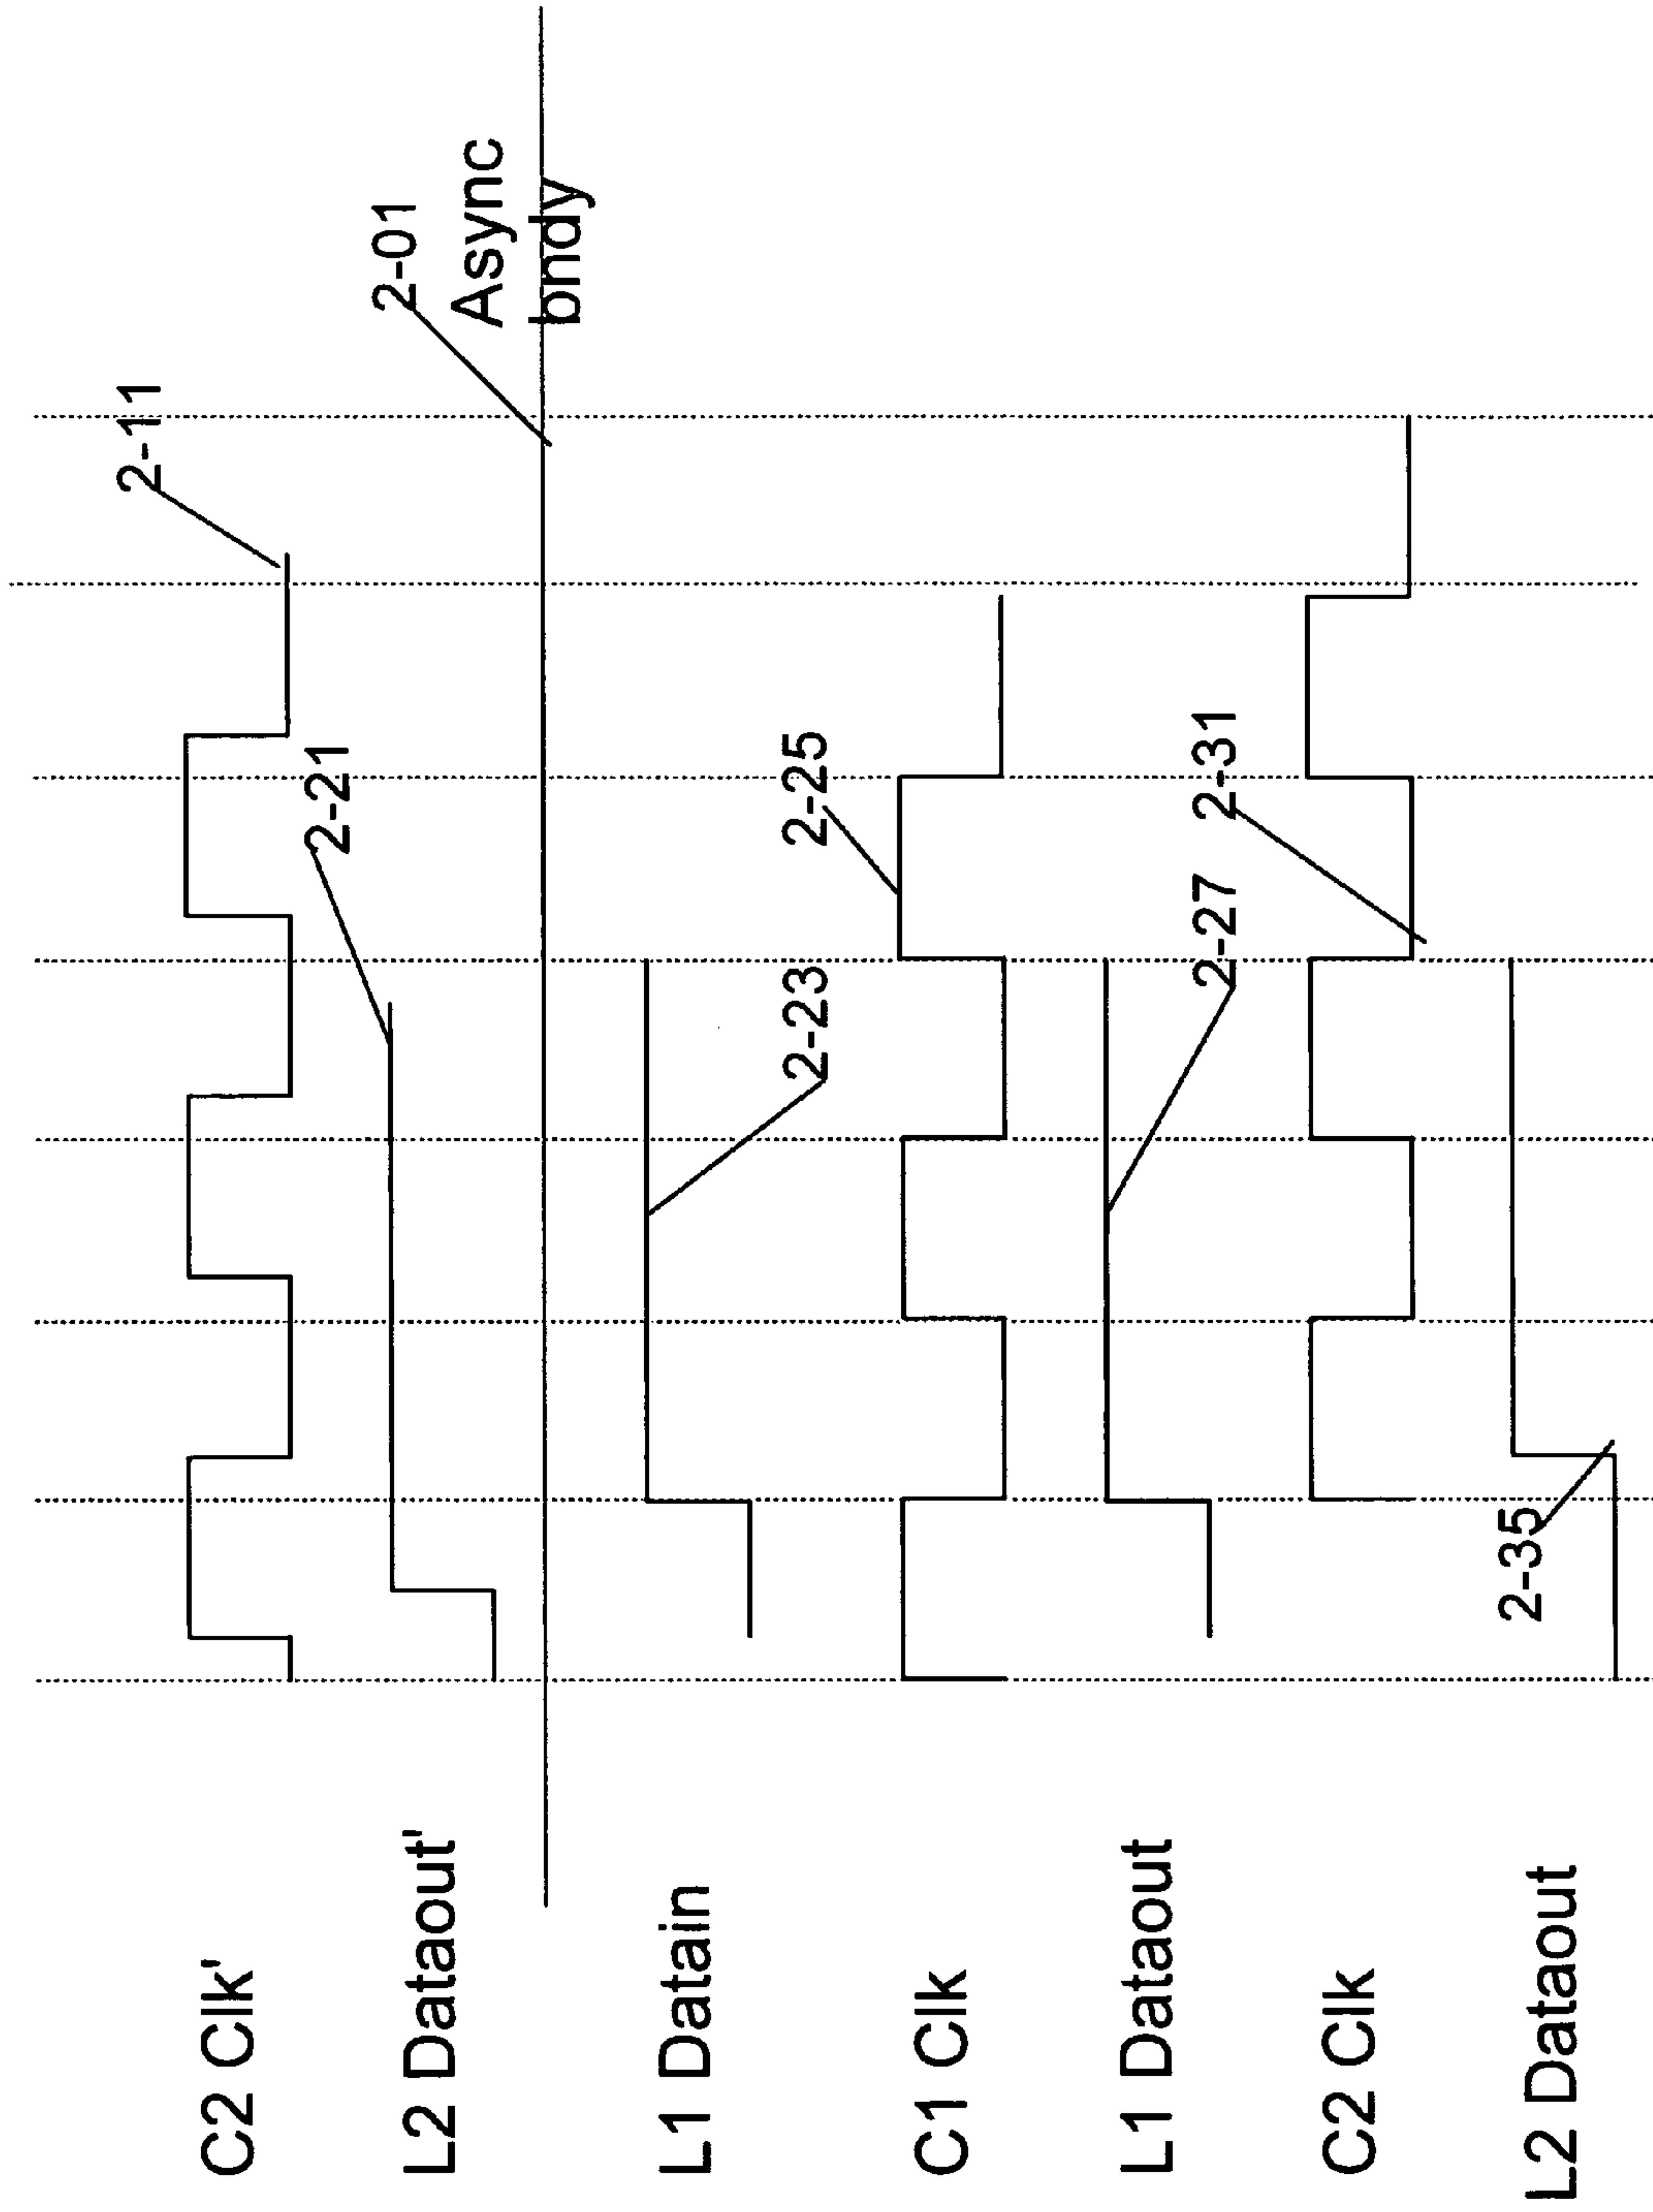 C2 Clk'
2-11
L2 Dataout'
2-21
2-01
Async
bndy
L1 Datain
2-23
C1 Clk
2-25
L1 Dataout
2-27
C2 Clk
2-31
L2 Dataout
2-35